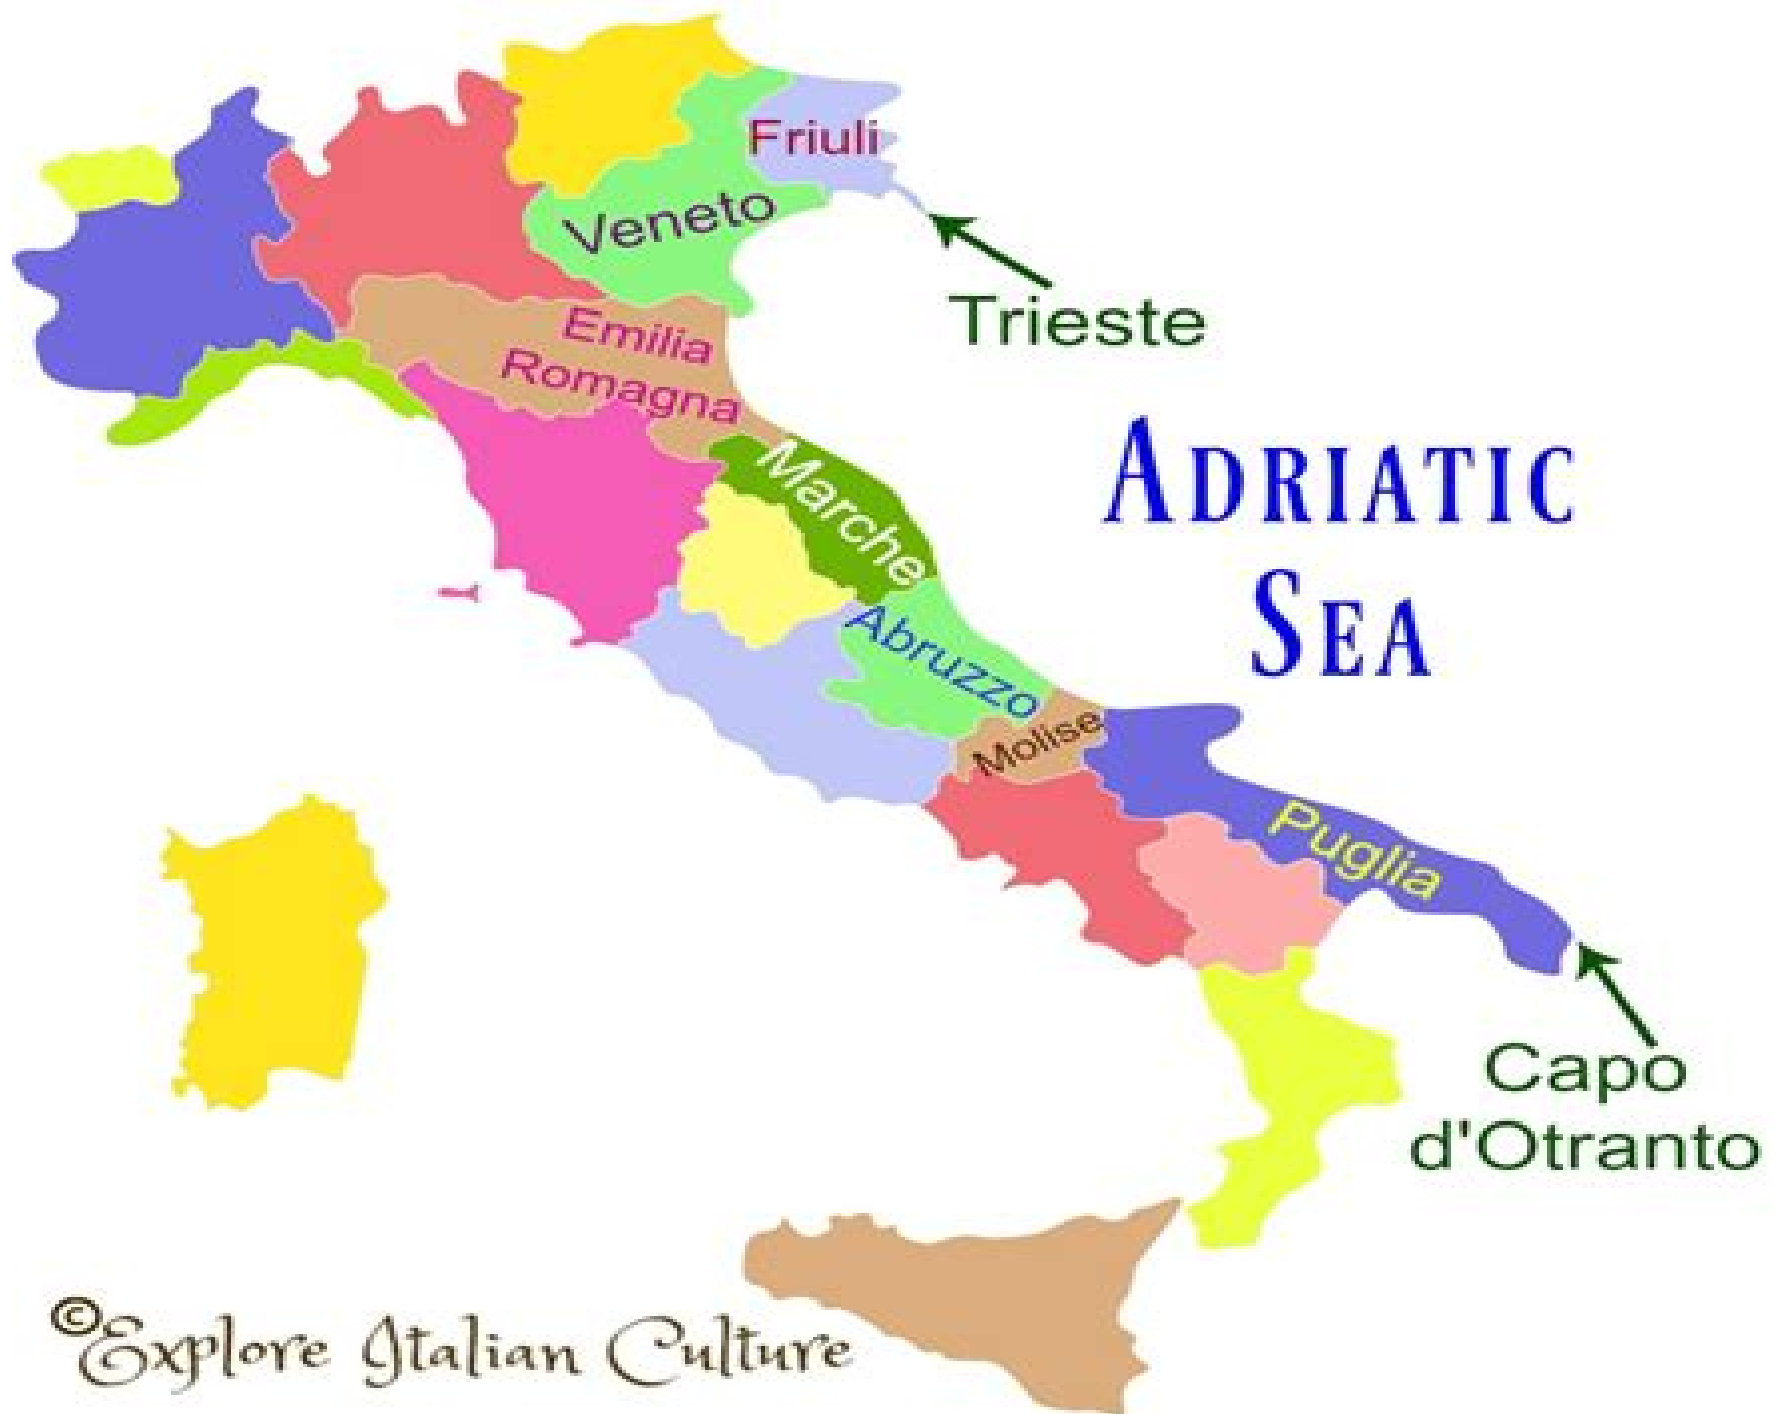 Friuli
Veneto
Trieste
Emilia
Romagna
Marche
ADRIATIC
SEA
Abruzzo
Molise
Puglia
Capo
d'Otranto
©Explore Italian Culture